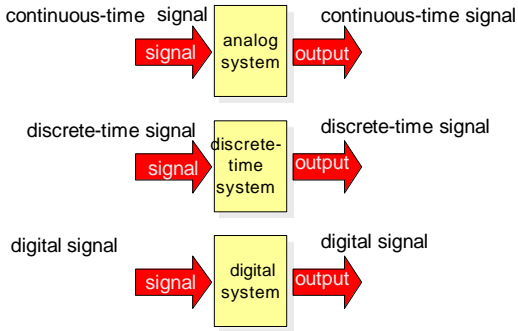 continuous-time signal
continuous-time signal
signal
analog
system
output
discrete-time signal
discrete-time signal
signal
discrete-
time
system
output
digital signal
digital signal
signal
digital
system
output